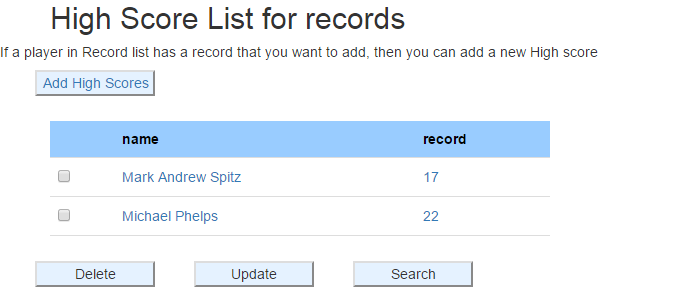 High Score List for records
If a player in Record list has a record that you want to add, then you can add a new High score
Add High Scores
name record
Mark Andrew Spitz 17
Michael Phelps 22
Delete Update Search